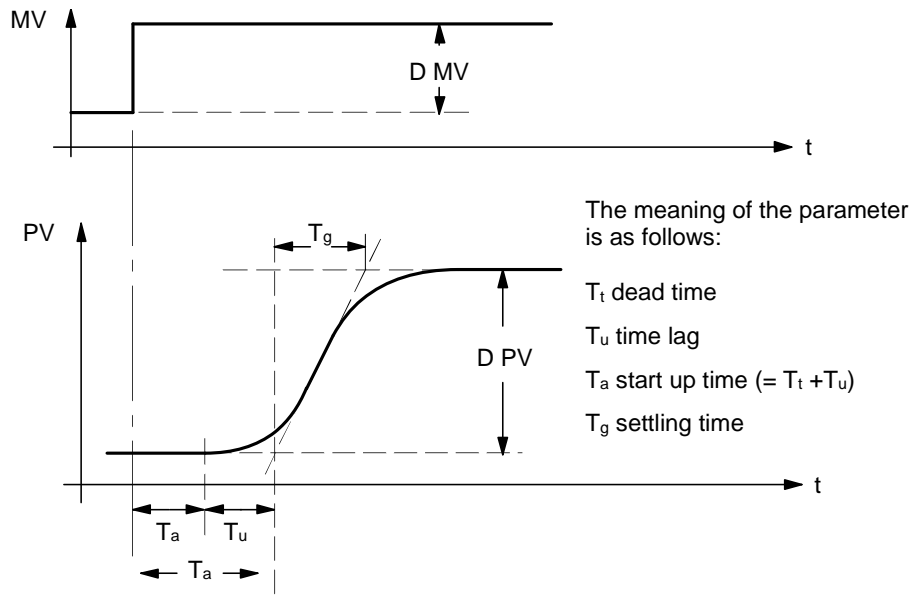 MV
D MV
t
The meaning of the parameter
is as follows:
PV
Tg
Tt dead time
Tu time lag
D PV
Ta start up time (= Tt +Tu)
Tg settling time
t
Ta
Tu
Ta